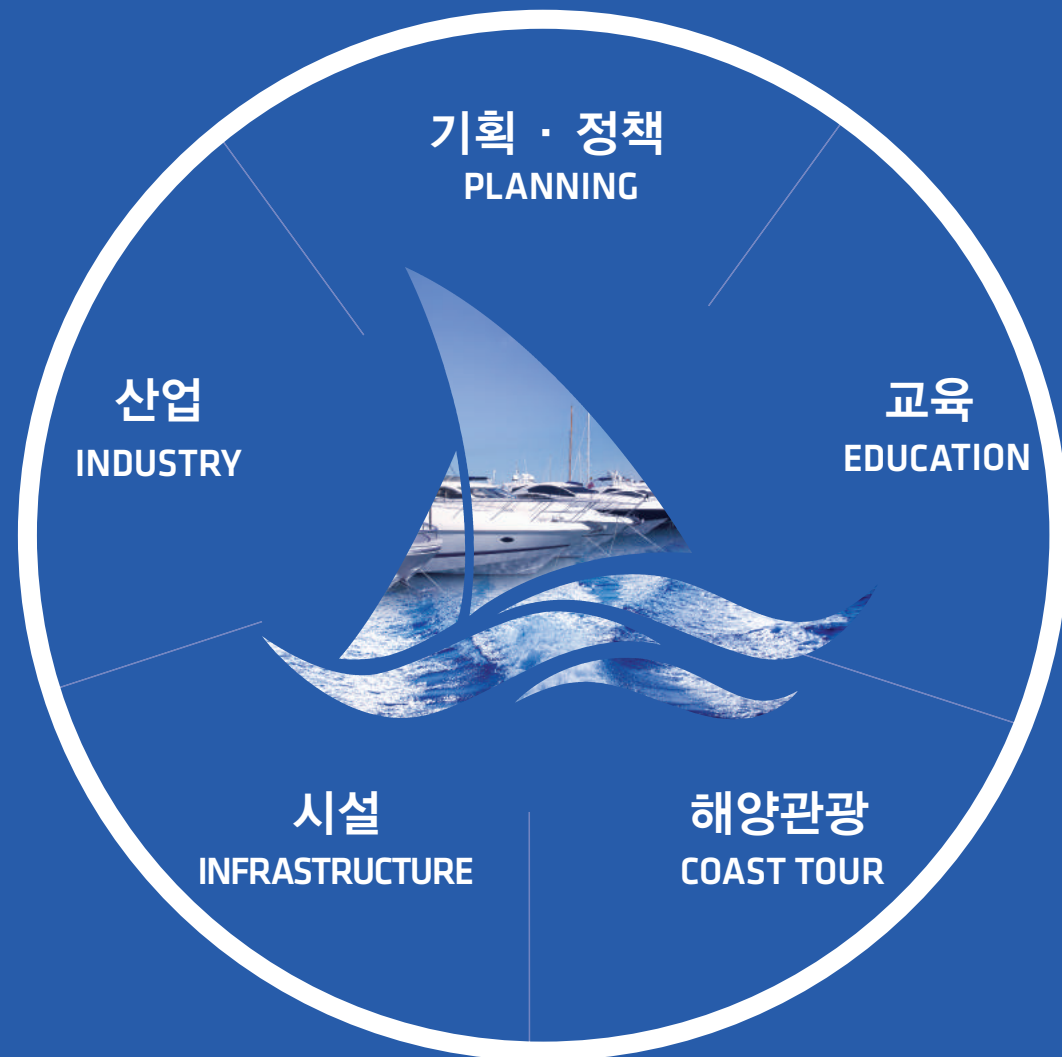 기획 · 정책
PLANNING
산업
INDUSTRY
교육
EDUCATION
시설
INFRASTRUCTURE
해양관광
COAST TOUR